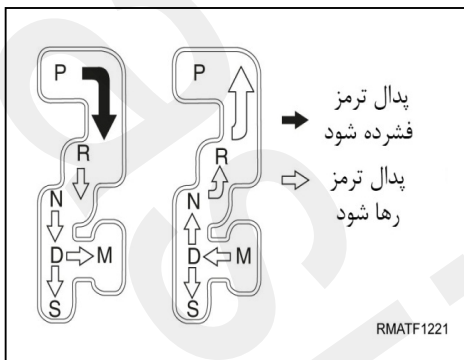 P
R
N
D M
S
P
R
N
D M
S
پدال ترمز
فشرده شود
پدال ترمز
رها شود
RMATF1221